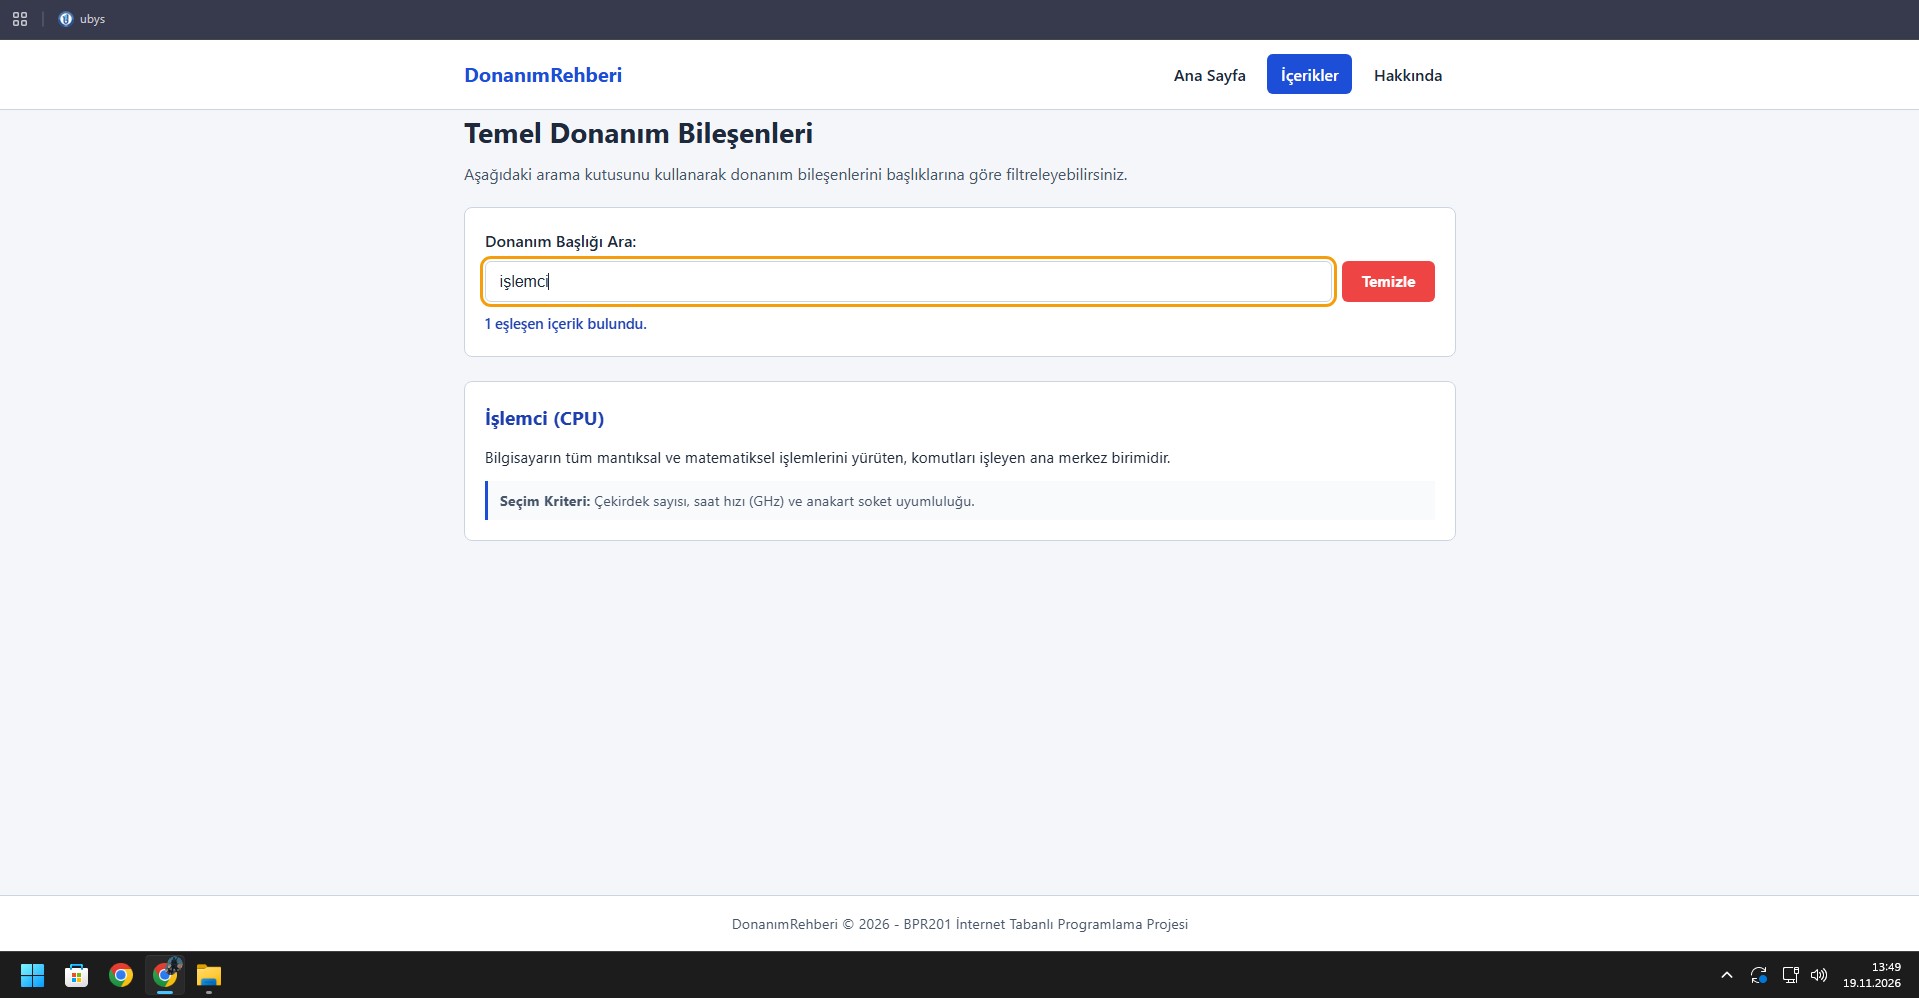 ubys
DonanımRehberi
Ana Sayfa
İçerikler
Hakkında
Temel Donanım Bileşenleri
Aşağıdaki arama kutusunu kullanarak donanım bileşenlerini başlıklarına göre filtreleyebilirsiniz.
Donanım Başlığı Ara:
işlemci
Temizle
1 eşleşen içerik bulundu.
İşlemci (CPU)
Bilgisayarın tüm mantıksal ve matematiksel işlemlerini yürüten, komutları işleyen ana merkez birimidir.
Seçim Kriteri: Çekirdek sayısı, saat hızı (GHz) ve anakart soket uyumluluğu.
DonanımRehberi © 2026 - BPR201 İnternet Tabanlı Programlama Projesi
13:49
19.11.2026